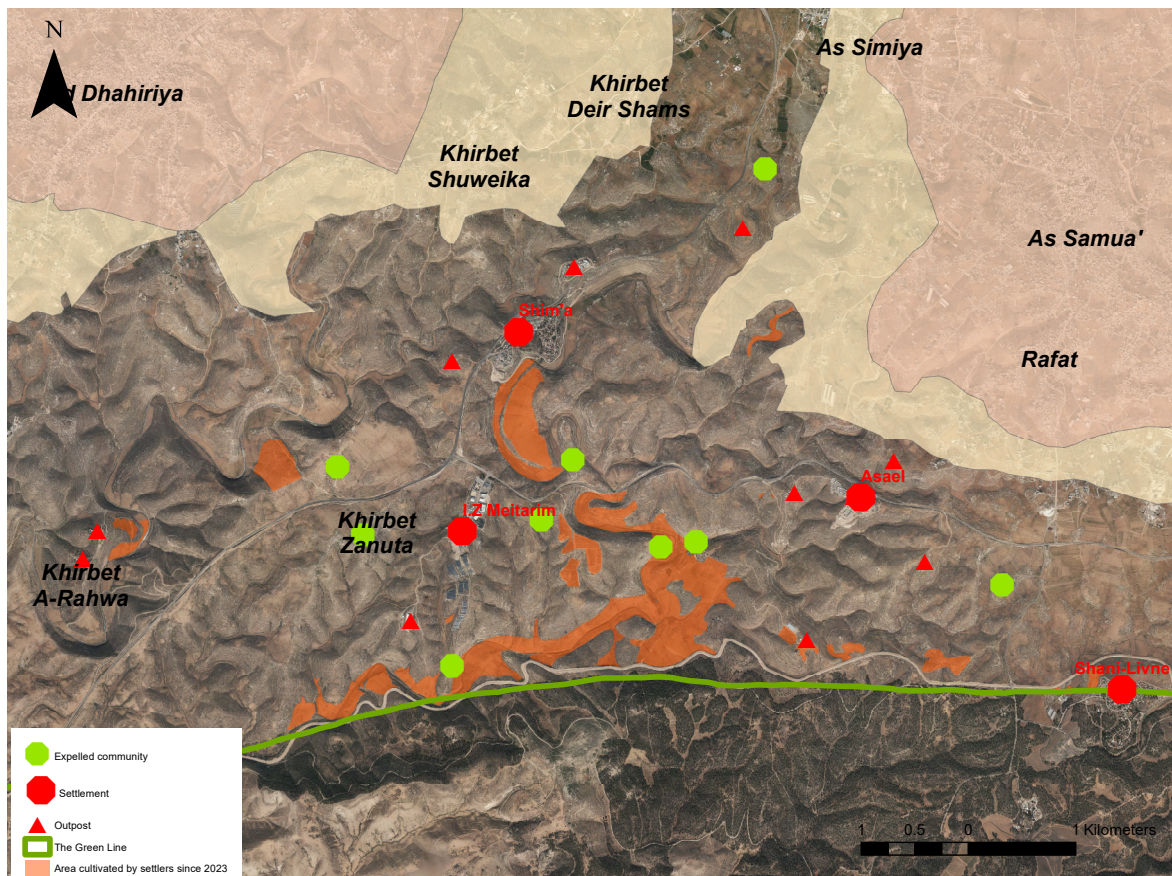 N
As Simiya
Khirbet
Deir Shams
d Dhahiriya
Khirbet
Shuweika
As Samua'
Shim'a
Rafat
Asael
I.Z Meitarim
Khirbet
Zanuta
Khirbet
A-Rahwa
Shani-Livne
Expelled community
Settlement
Outpost
The Green Line
Area cultivated by settlers since 2023
1 0.5 0 1 Kilometers